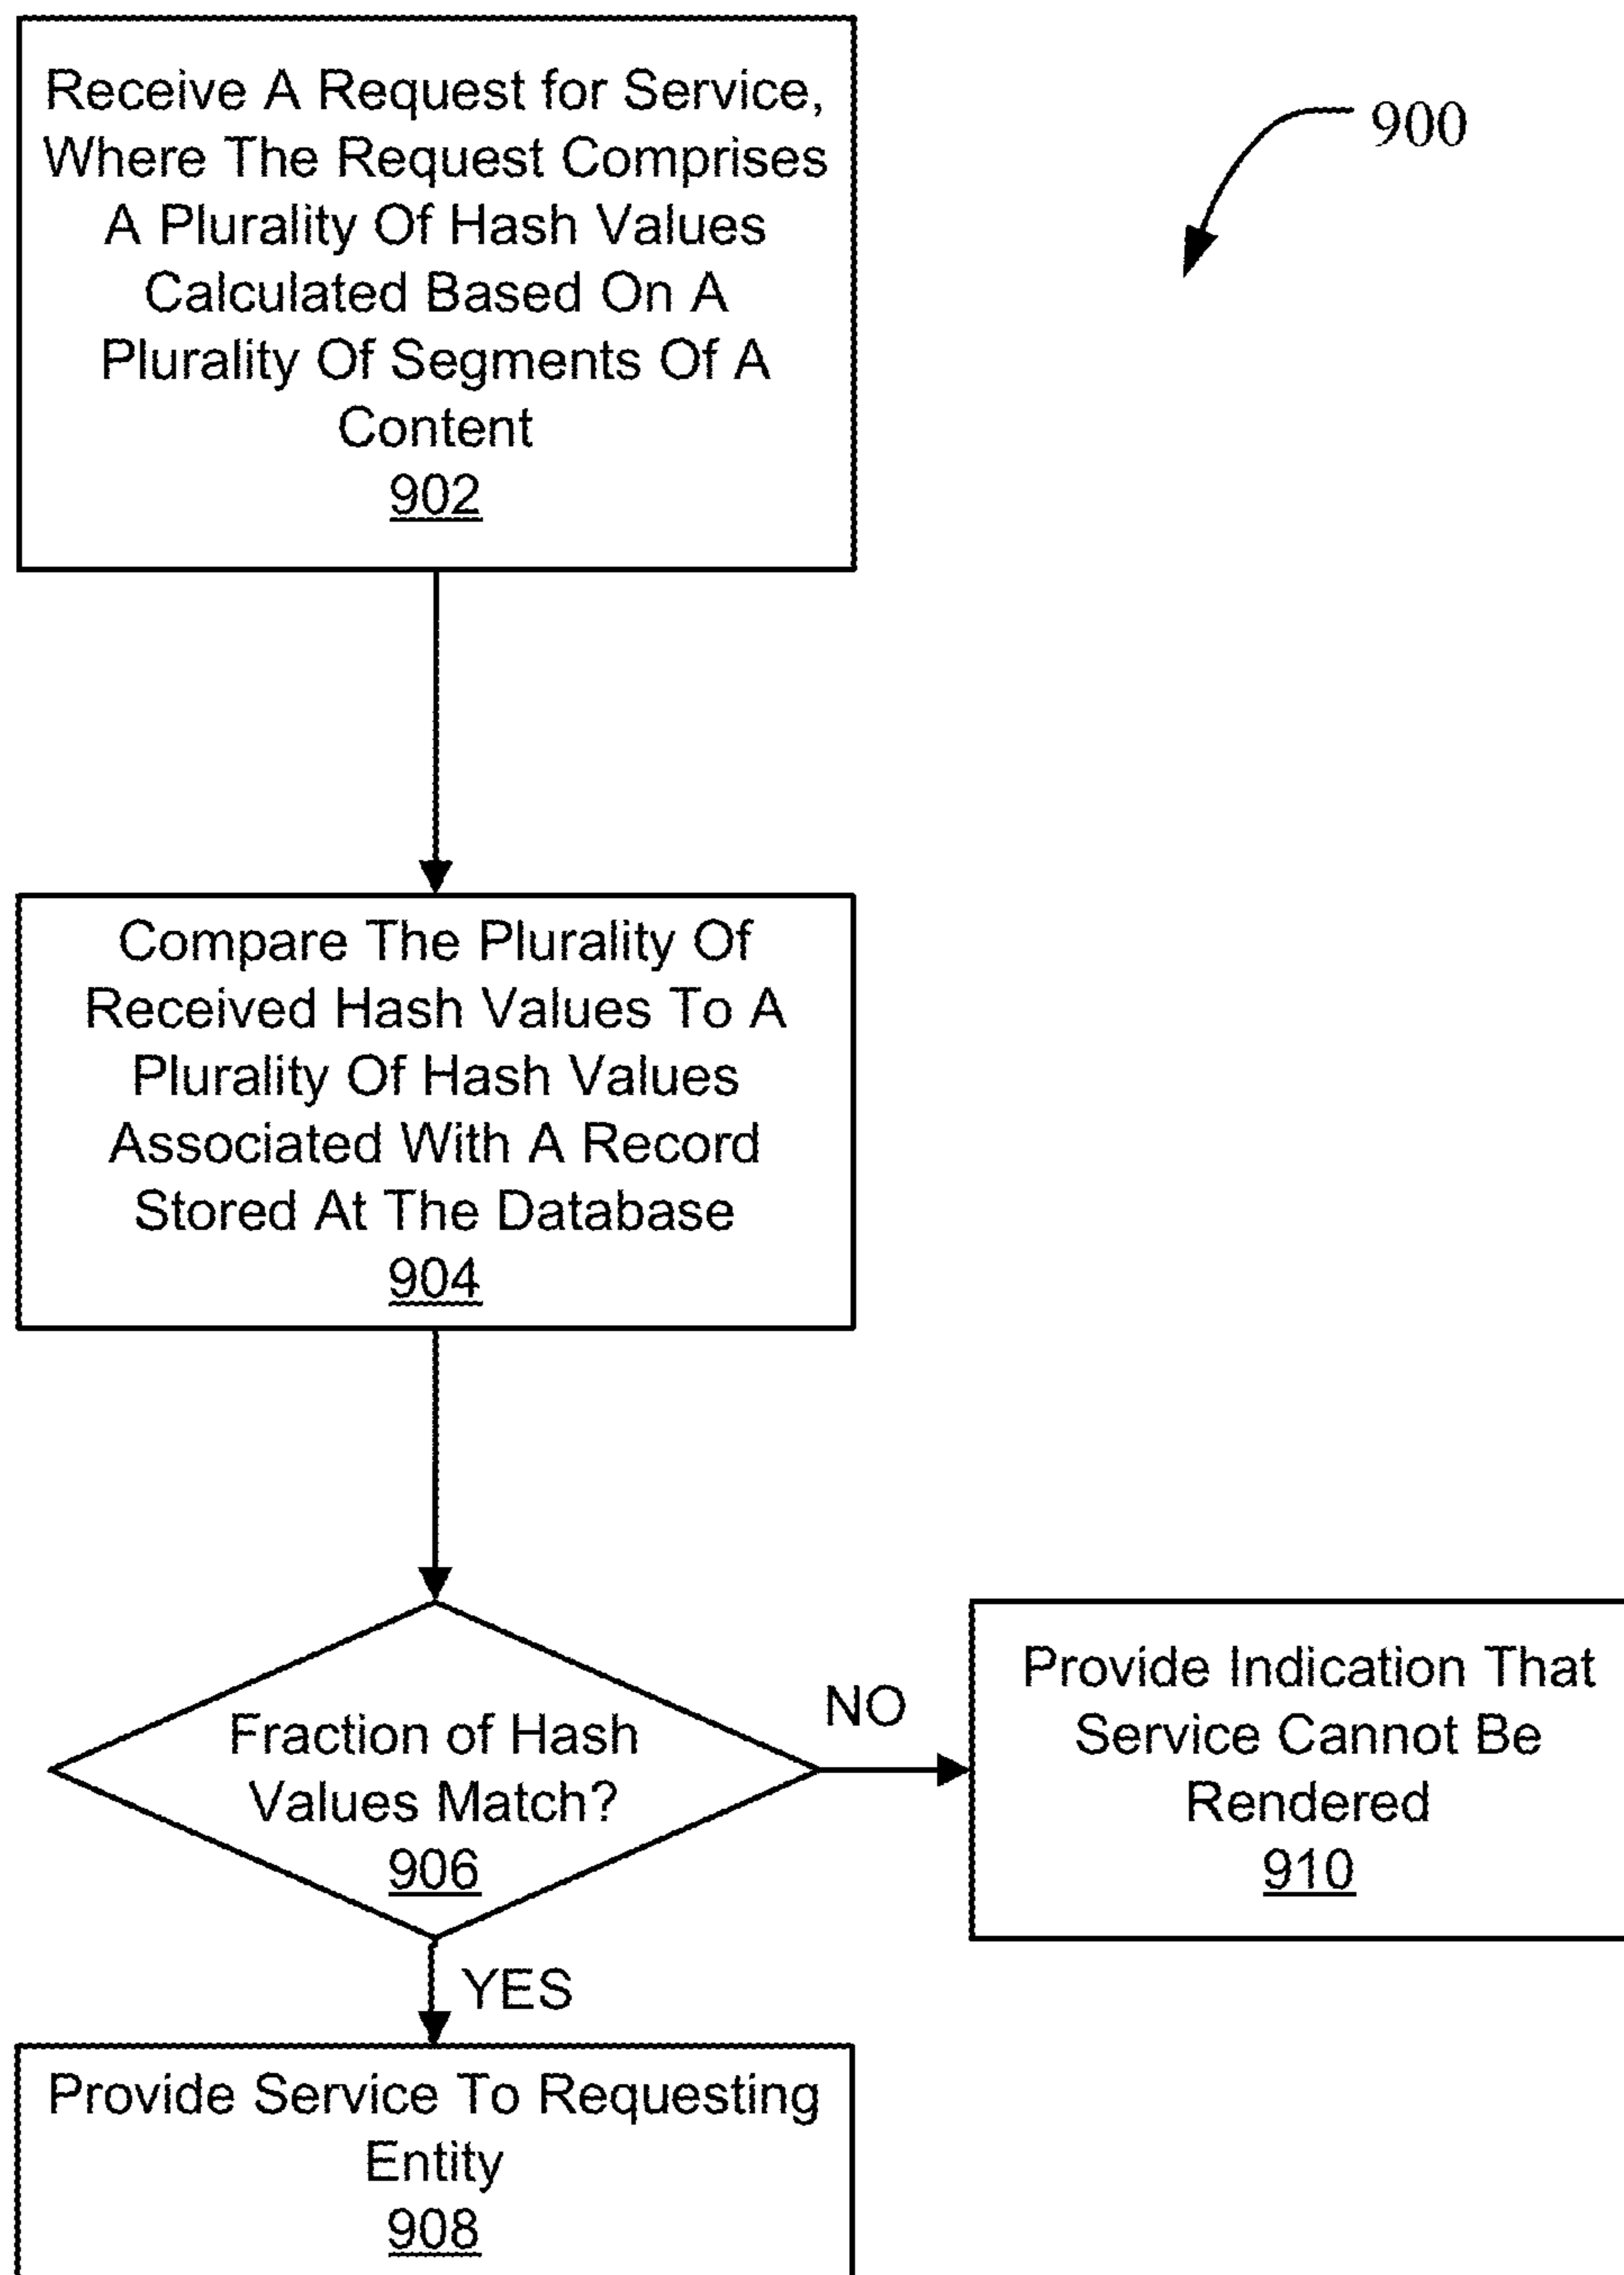 Receive A Request for Service,
Where The Request Comprises
A Plurality Of Hash Values
Calculated Based On A
Plurality Of Segments Of A
Content
902
900
Compare The Plurality Of
Received Hash Values To A
Plurality Of Hash Values
Associated With A Record
Stored At The Database
904
Fraction of Hash
Values Match?
906
NO
Provide Indication That
Service Cannot Be
Rendered
910
YES
Provide Service To Requesting
Entity
908